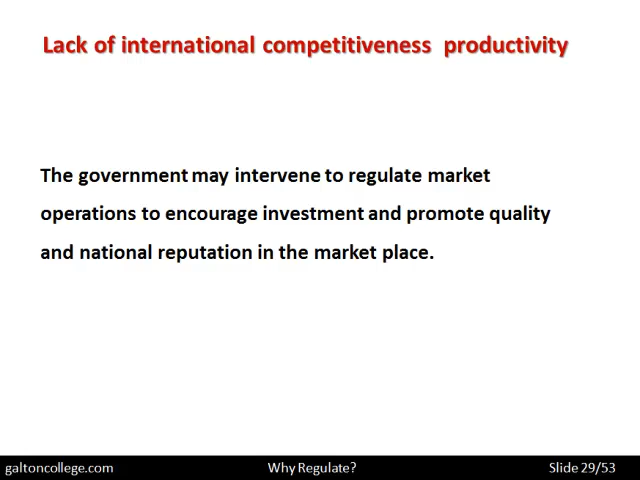 Lack of international competitiveness productivity
The government may intervene to regulate market
operations to encourage investment and promote quality
and national reputation in the market place.
galtoncollege.com Why Regulate? Slide 29/53